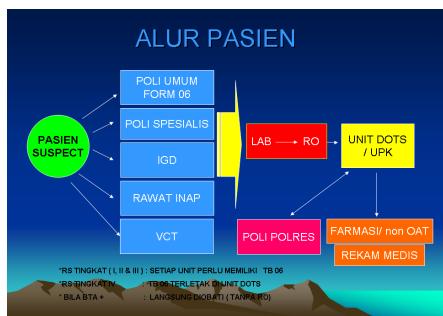 ALUR PASIEN
PASIEN
SUSPECT
POLI UMUM
FORM 06
POLI SPESIALIS
IGD
RAWAT INAP
VCT
LAB
RO
UNIT DOTS
/ UPK
POLI POLRES
FARMASI/ non OAT
REKAM MEDIS
*RS TINGKAT ( I, II & III ) : SETIAP UNIT PERLU MEMILIKI TB 06
*RS TINGKAT IV : TB 06 TERLETAK DI UNIT DOTS
* BILA BTA + : LANGSUNG DIOBATI ( TANPA RO)